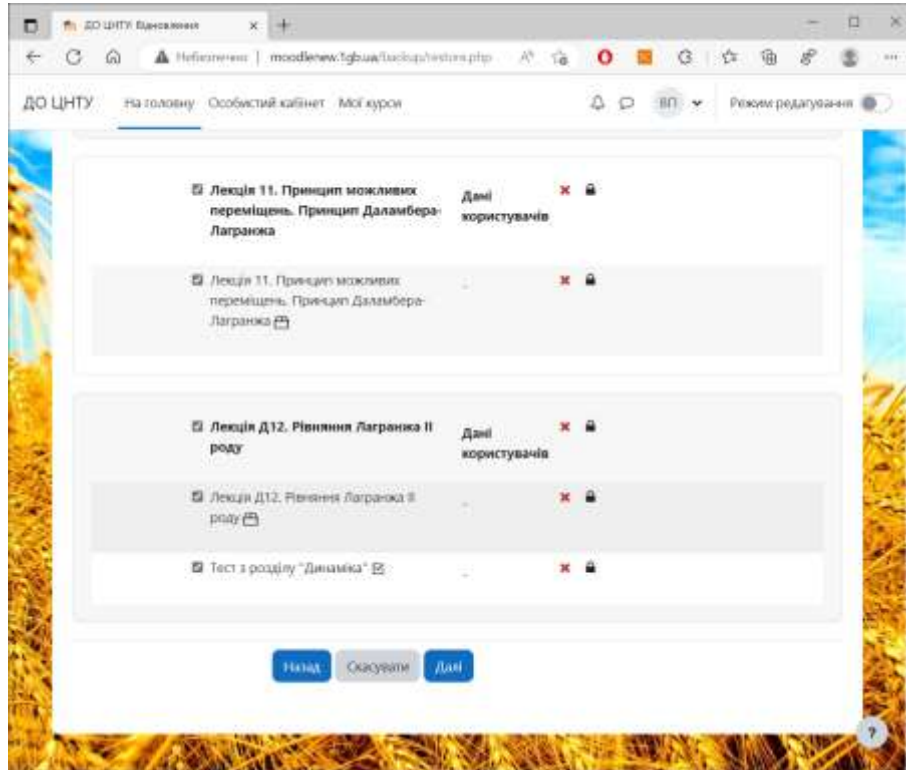 ДО ЦНТУ: Відновлення
Небезпечно | moodlenew.1gb.ua/backup/restore.php
ДО ЦНТУ На головну Особистий кабінет Мої курси ВП Режим редагування
Лекція 11. Принцип можливих
переміщень. Принцип Даламбера-
Лагранжа
Дані
користувачів
Лекція 11. Принцип можливих
переміщень. Принцип Даламбера-
Лагранжа
-
Лекція Д12. Рівняння Лагранжа ІІ
роду
Дані
користувачів
Лекція Д12. Рівняння Лагранжа ІІ
роду
-
Тест з розділу "Динаміка"
-
Назад Скасувати Далі
?